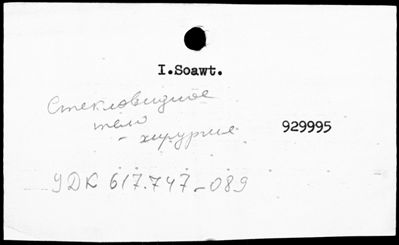 I.Soawt.
Стекловидное
тело
929995
- хирургия
УДК 617.747-089